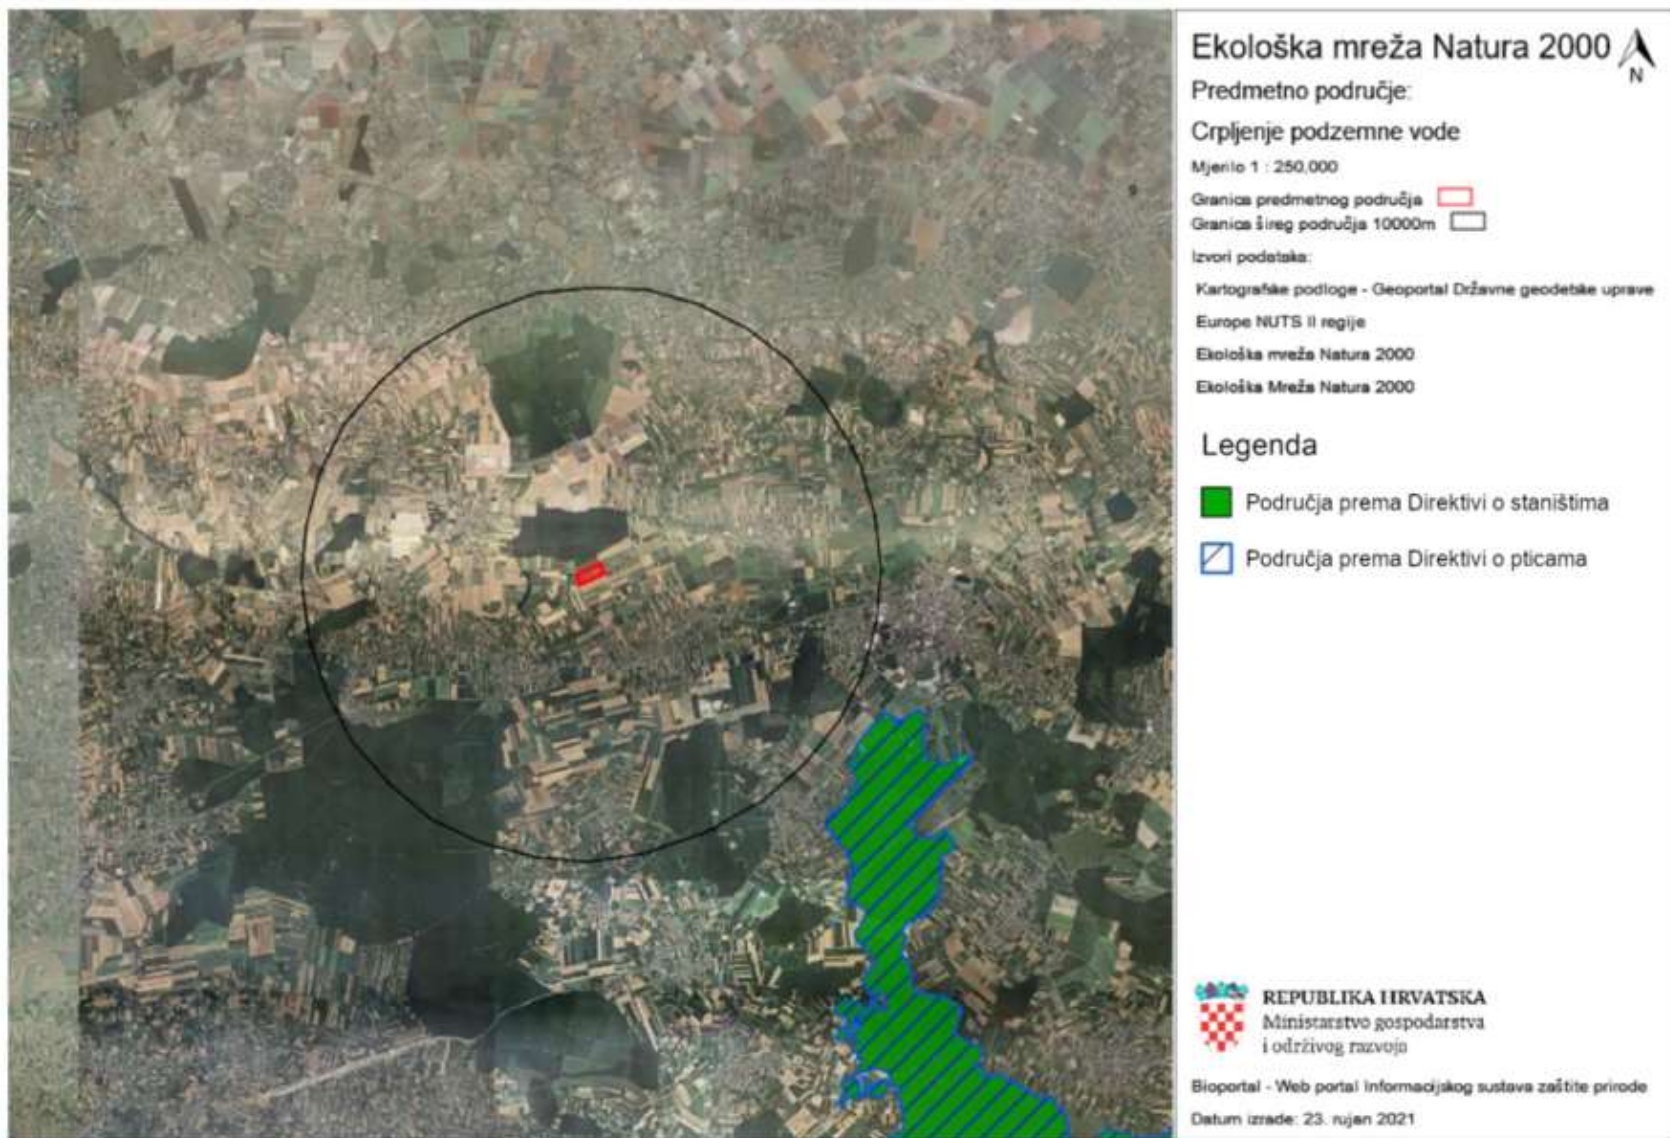 Ekološka mreža Natura 2000
N
Predmetno područje:
Crpljenje podzemne vode
Mjerilo 1 : 250,000
Granica predmetnog područja
Granica šireg područja 10000m
Izvori podataka:
Kartografske podloge - Geoportal Državne geodetske uprave
Europe NUTS II regije
Ekološka mreža Natura 2000
Ekološka Mreža Natura 2000
Legenda
Područja prema Direktivi o staništima
Područja prema Direktivi o pticama
REPUBLIKA HRVATSKA
Ministarstvo gospodarstva
i održivog razvoja
Bioportal - Web portal Informacijskog sustava zaštite prirode
Datum izrade: 23. rujan 2021